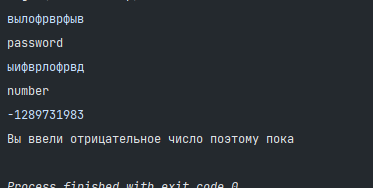 вылофрврфыв
password
ыифврлофрвд
number
-1289731983
Вы ввели отрицательное число поэтому пока
Process finished with exit code 0